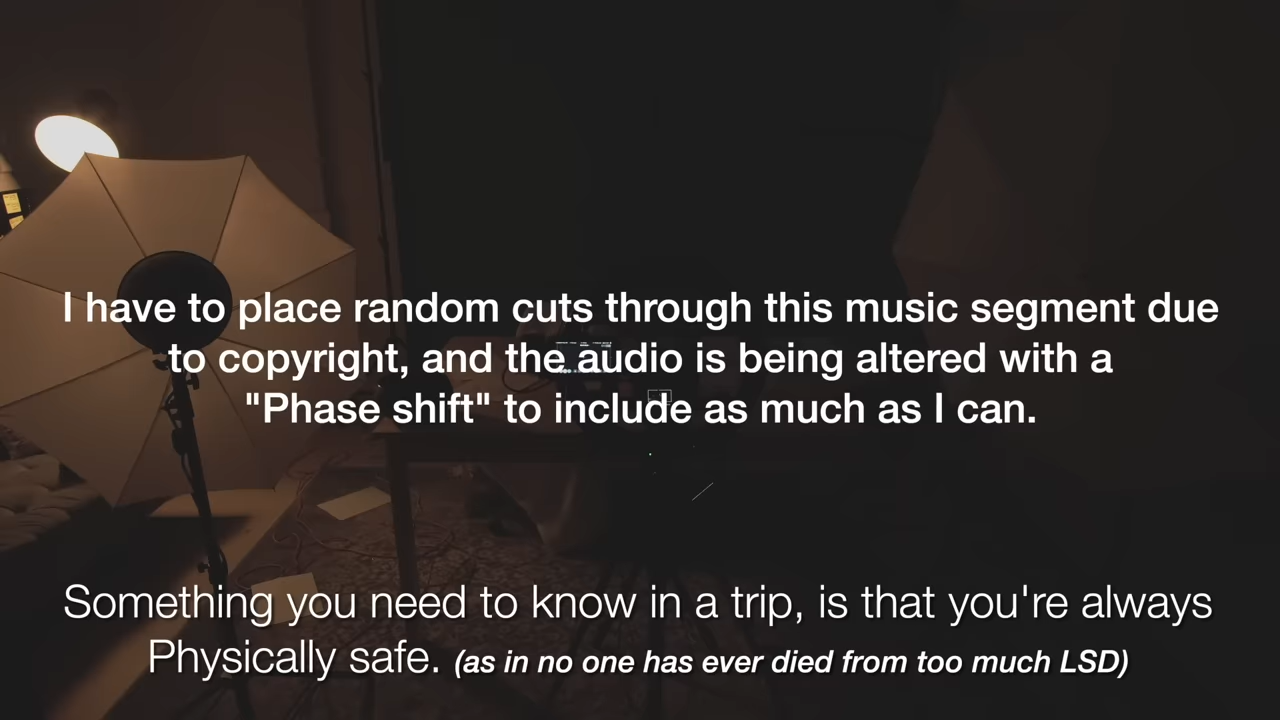 I have to place random cuts through this music segment due
to copyright, and the audio is being altered with a
"Phase shift" to include as much as I can.
Something you need to know in a trip, is that you're always
Physically safe. (as in no one has ever died from too much LSD)